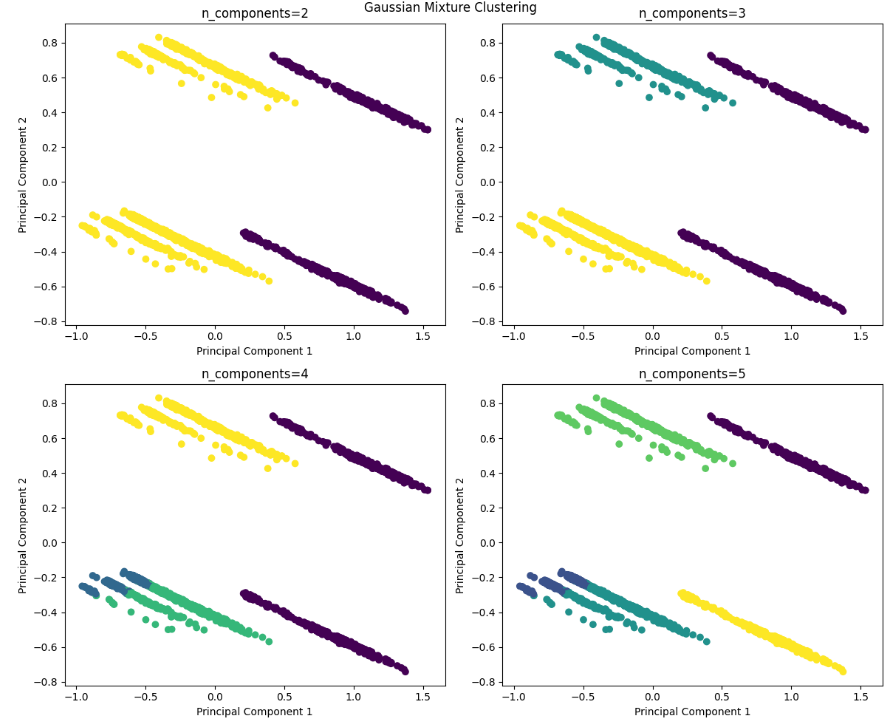 Gaussian Mixture Clustering
n_components=2
n_components=3
0.8
0.6
0.4
0.2
0.0
−0.2
−0.4
−0.6
−0.8
Principal Component 2
−1.0 −0.5 0.0 0.5 1.0 1.5
Principal Component 1
0.8
0.6
0.4
0.2
0.0
−0.2
−0.4
−0.6
−0.8
Principal Component 2
−1.0 −0.5 0.0 0.5 1.0 1.5
Principal Component 1
n_components=4
n_components=5
0.8
0.6
0.4
0.2
0.0
−0.2
−0.4
−0.6
−0.8
Principal Component 2
−1.0 −0.5 0.0 0.5 1.0 1.5
Principal Component 1
0.8
0.6
0.4
0.2
0.0
−0.2
−0.4
−0.6
−0.8
Principal Component 2
−1.0 −0.5 0.0 0.5 1.0 1.5
Principal Component 1